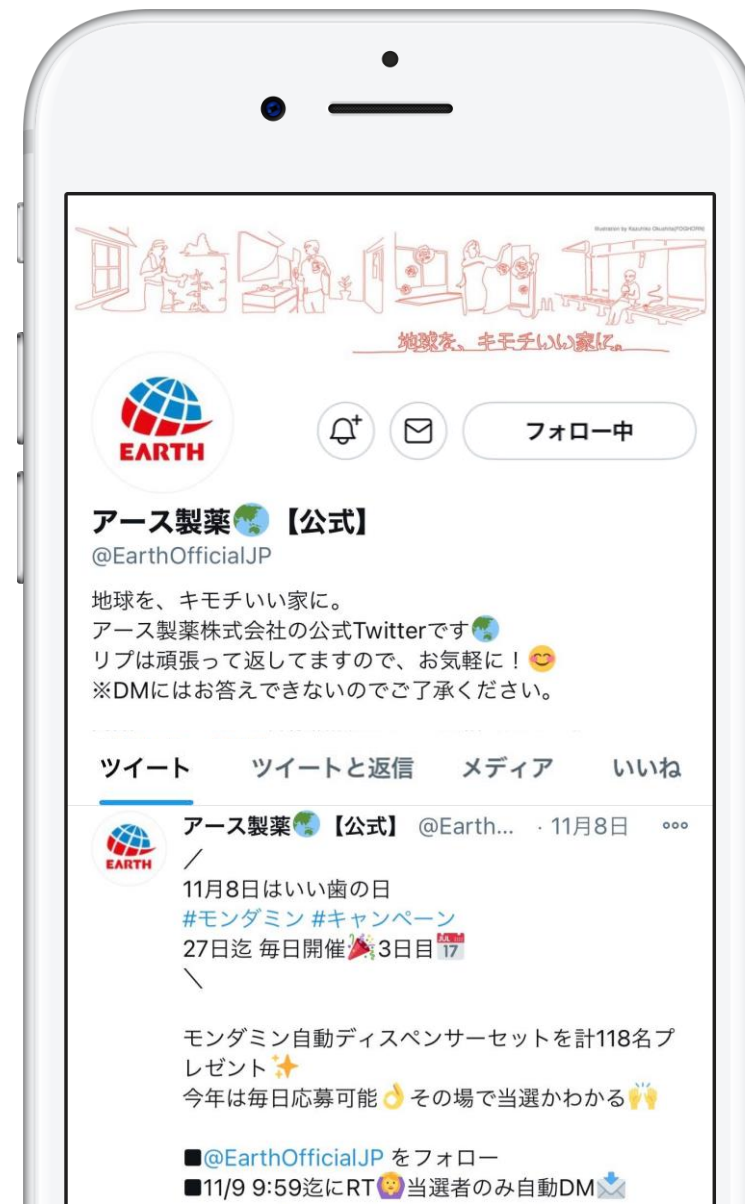 Illustration by Kazuhiko Okushita(FOGHORN)
地球を、キモチいい家に。
EARTH
フォロー中
アース製薬🌏【公式】
@EarthOfficialJP
地球を、キモチいい家に。
アース製薬株式会社の公式Twitterです🌏
リプは頑張って返してますので、お気軽に！😊
※DMにはお答えできないのでご了承ください。
ツイート ツイートと返信 メディア いいね
EARTH
アース製薬🌏【公式】 @Earth... · 11月8日
／
11月8日はいい歯の日
#モンダミン #キャンペーン
27日迄 毎日開催🎉3日目📅
＼
モンダミン自動ディスペンサーセットを計118名プ
レゼント✨
今年は毎日応募可能👌その場で当選かわかる🙌
■@EarthOfficialJP をフォロー
■11/9 9:59迄にRT🙆当選者のみ自動DM📩